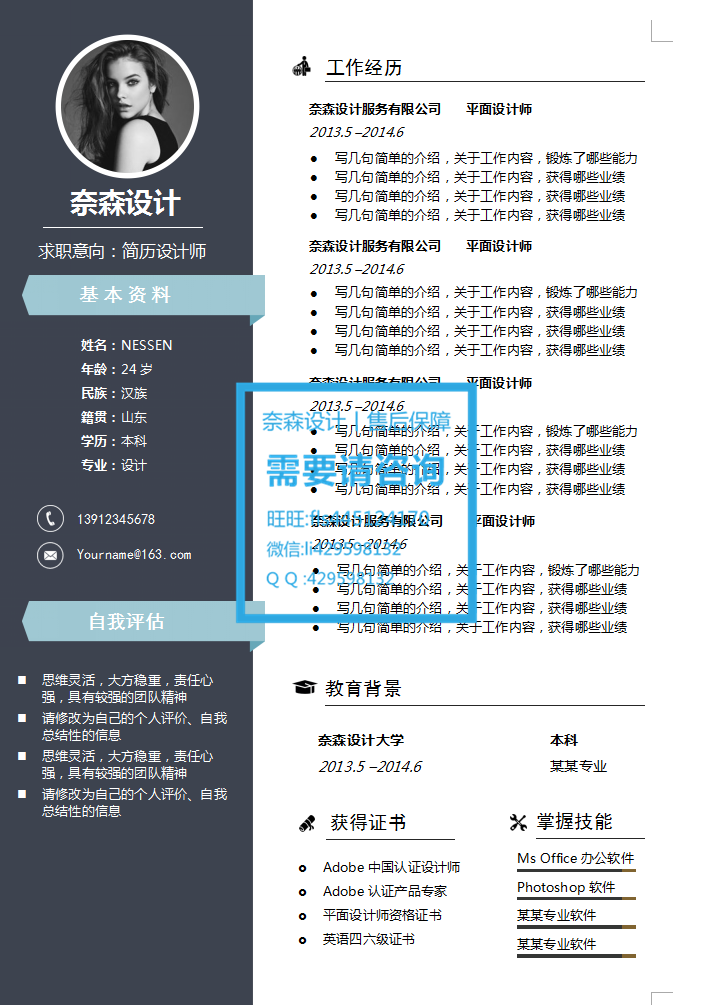 奈森设计
求职意向：简历设计师
基本资料
姓名：NESSEN
年龄：24 岁
民族：汉族
籍贯：山东
学历：本科
专业：设计
13912345678
Yourname@163.com
自我评估
■ 思维灵活，大方稳重，责任心
强，具有较强的团队精神
■ 请修改为自己的个人评价、自我
总结性的信息
■ 思维灵活，大方稳重，责任心
强，具有较强的团队精神
■ 请修改为自己的个人评价、自我
总结性的信息
工作经历
奈森设计服务有限公司 平面设计师
2013.5 –2014.6
● 写几句简单的介绍，关于工作内容，锻炼了哪些能力
● 写几句简单的介绍，关于工作内容，获得哪些业绩
● 写几句简单的介绍，关于工作内容，获得哪些业绩
● 写几句简单的介绍，关于工作内容，获得哪些业绩
奈森设计服务有限公司 平面设计师
2013.5 –2014.6
● 写几句简单的介绍，关于工作内容，锻炼了哪些能力
● 写几句简单的介绍，关于工作内容，获得哪些业绩
● 写几句简单的介绍，关于工作内容，获得哪些业绩
● 写几句简单的介绍，关于工作内容，获得哪些业绩
奈森设计服务有限公司 平面设计师
2013.5 –2014.6
● 写几句简单的介绍，关于工作内容，锻炼了哪些能力
● 写几句简单的介绍，关于工作内容，获得哪些业绩
● 写几句简单的介绍，关于工作内容，获得哪些业绩
● 写几句简单的介绍，关于工作内容，获得哪些业绩
奈森设计服务有限公司 平面设计师
2013.5 –2014.6
● 写几句简单的介绍，关于工作内容，锻炼了哪些能力
● 写几句简单的介绍，关于工作内容，获得哪些业绩
● 写几句简单的介绍，关于工作内容，获得哪些业绩
● 写几句简单的介绍，关于工作内容，获得哪些业绩
奈森设计丨售后保障
需要请咨询
旺旺:
微信:li429598132
Q Q :429598132
教育背景
奈森设计大学 本科
2013.5 –2014.6 某某专业
获得证书
Adobe 中国认证设计师
Adobe 认证产品专家
平面设计师资格证书
英语四六级证书
掌握技能
Ms Office 办公软件
Photoshop 软件
某某专业软件
某某专业软件